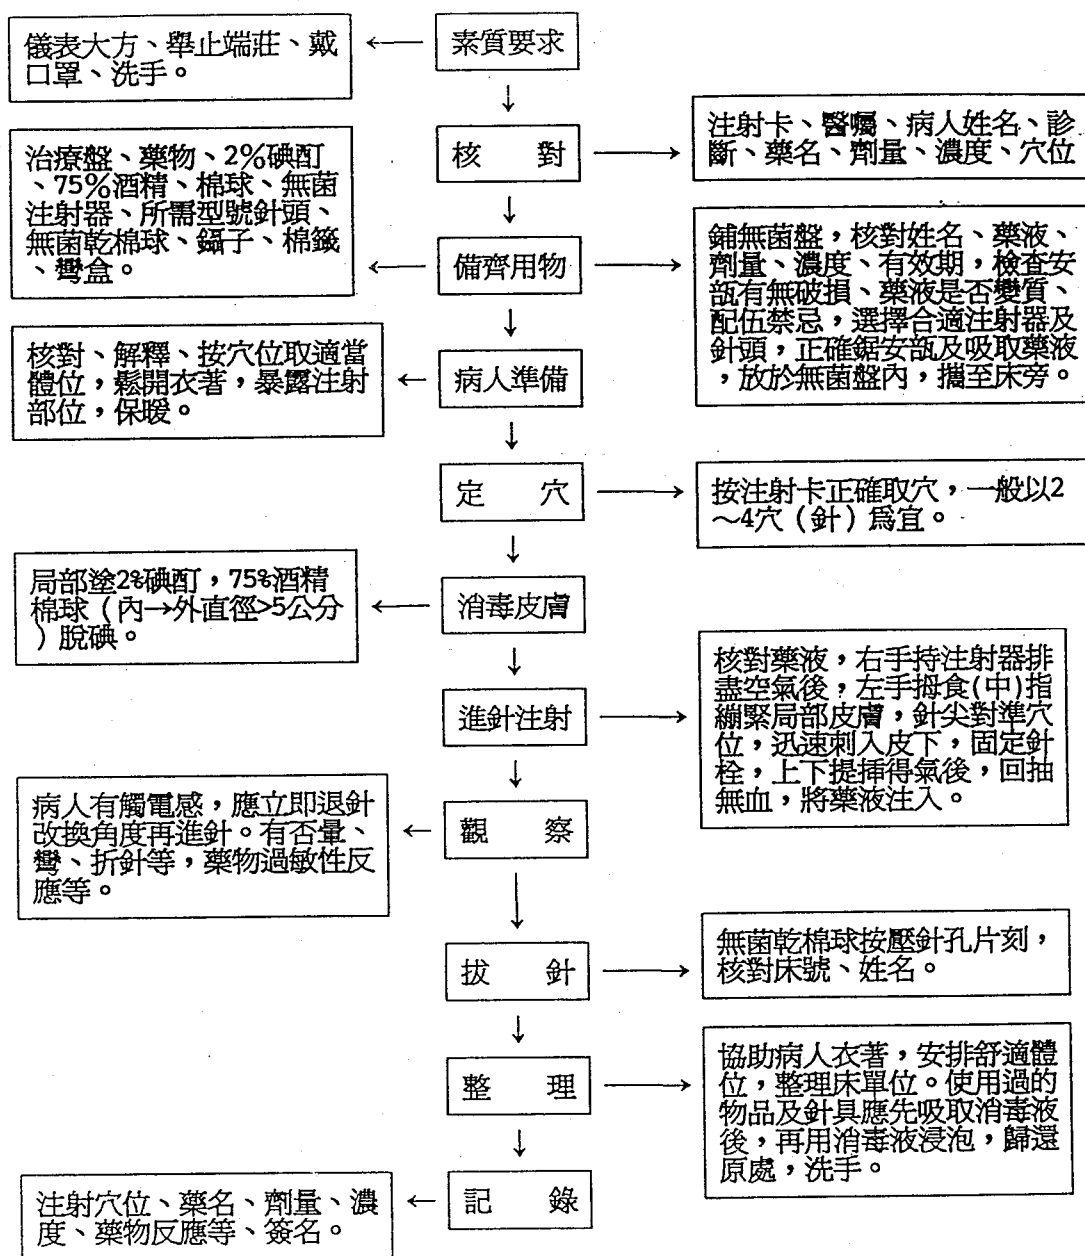 素質要求
儀表大方、舉止端莊、戴
口罩、洗手。
核對
注射卡、醫囑、病人姓名、診
斷、藥名、劑量、濃度、穴位
備齊用物
治療盤、藥物、2%碘酊
、75%酒精、棉球、無菌
注射器、所需型號針頭、
無菌乾棉球、鑷子、棉籤
、彎盒。
鋪無菌盤，核對姓名、藥液、
劑量、濃度、有效期，檢查安
瓿有無破損、藥液是否變質、
配伍禁忌，選擇合適注射器及
針頭，正確鋸安瓿及吸取藥液
，放於無菌盤內，攜至床旁。
病人準備
核對、解釋、按穴位取適當
體位，鬆開衣著，暴露注射
部位，保暖。
定穴
按注射卡正確取穴，一般以2
～4穴（針）爲宜。
消毒皮膚
局部塗2%碘酊，75%酒精
棉球（內→外直徑>5公分
）脫碘。
進針注射
核對藥液，右手持注射器排
盡空氣後，左手拇食(中)指
繃緊局部皮膚，針尖對準穴
位，迅速刺入皮下，固定針
栓，上下提挿得氣後，回抽
無血，將藥液注入。
觀察
病人有觸電感，應立即退針
改換角度再進針。有否暈、
彎、折針等，藥物過敏性反
應等。
拔針
無菌乾棉球按壓針孔片刻，
核對床號、姓名。
整理
協助病人衣著，安排舒適體
位，整理床單位。使用過的
物品及針具應先吸取消毒液
後，再用消毒液浸泡，歸還
原處，洗手。
記錄
注射穴位、藥名、劑量、濃
度、藥物反應等、簽名。